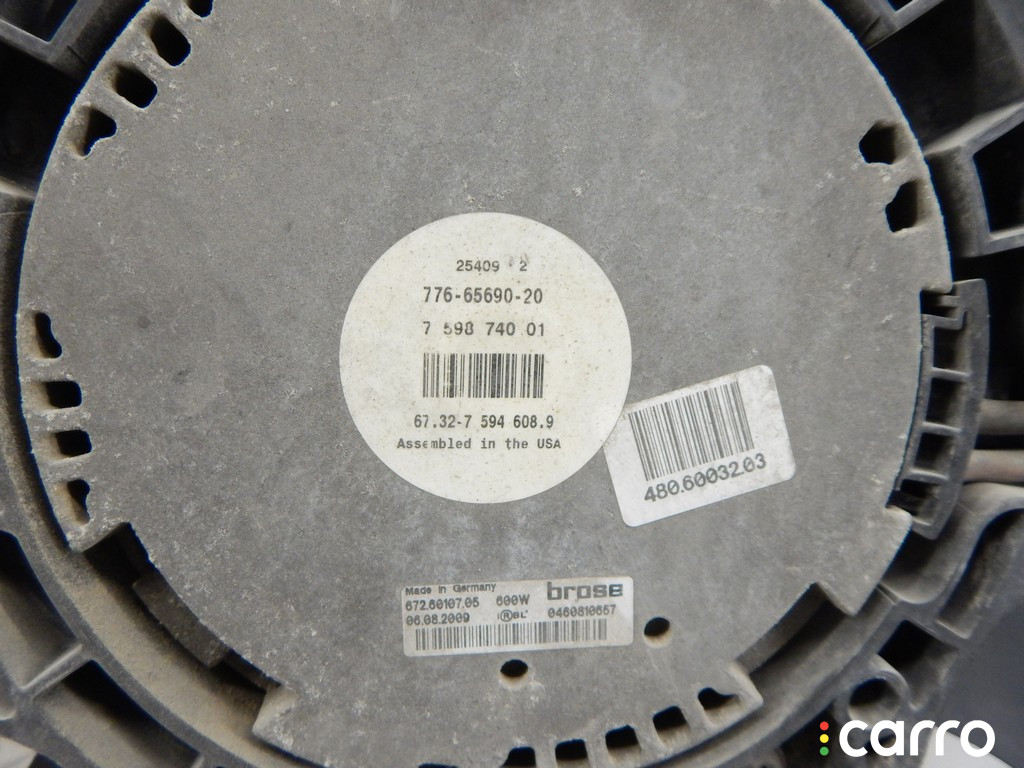 25409 2
776-65690-20
7 598 740 01
67.32-7 594 608.9
Assembled in the USA
480.6003203
Made in Germany
brose
672.60107.05 600W
06.08.2009 0460810657
carro